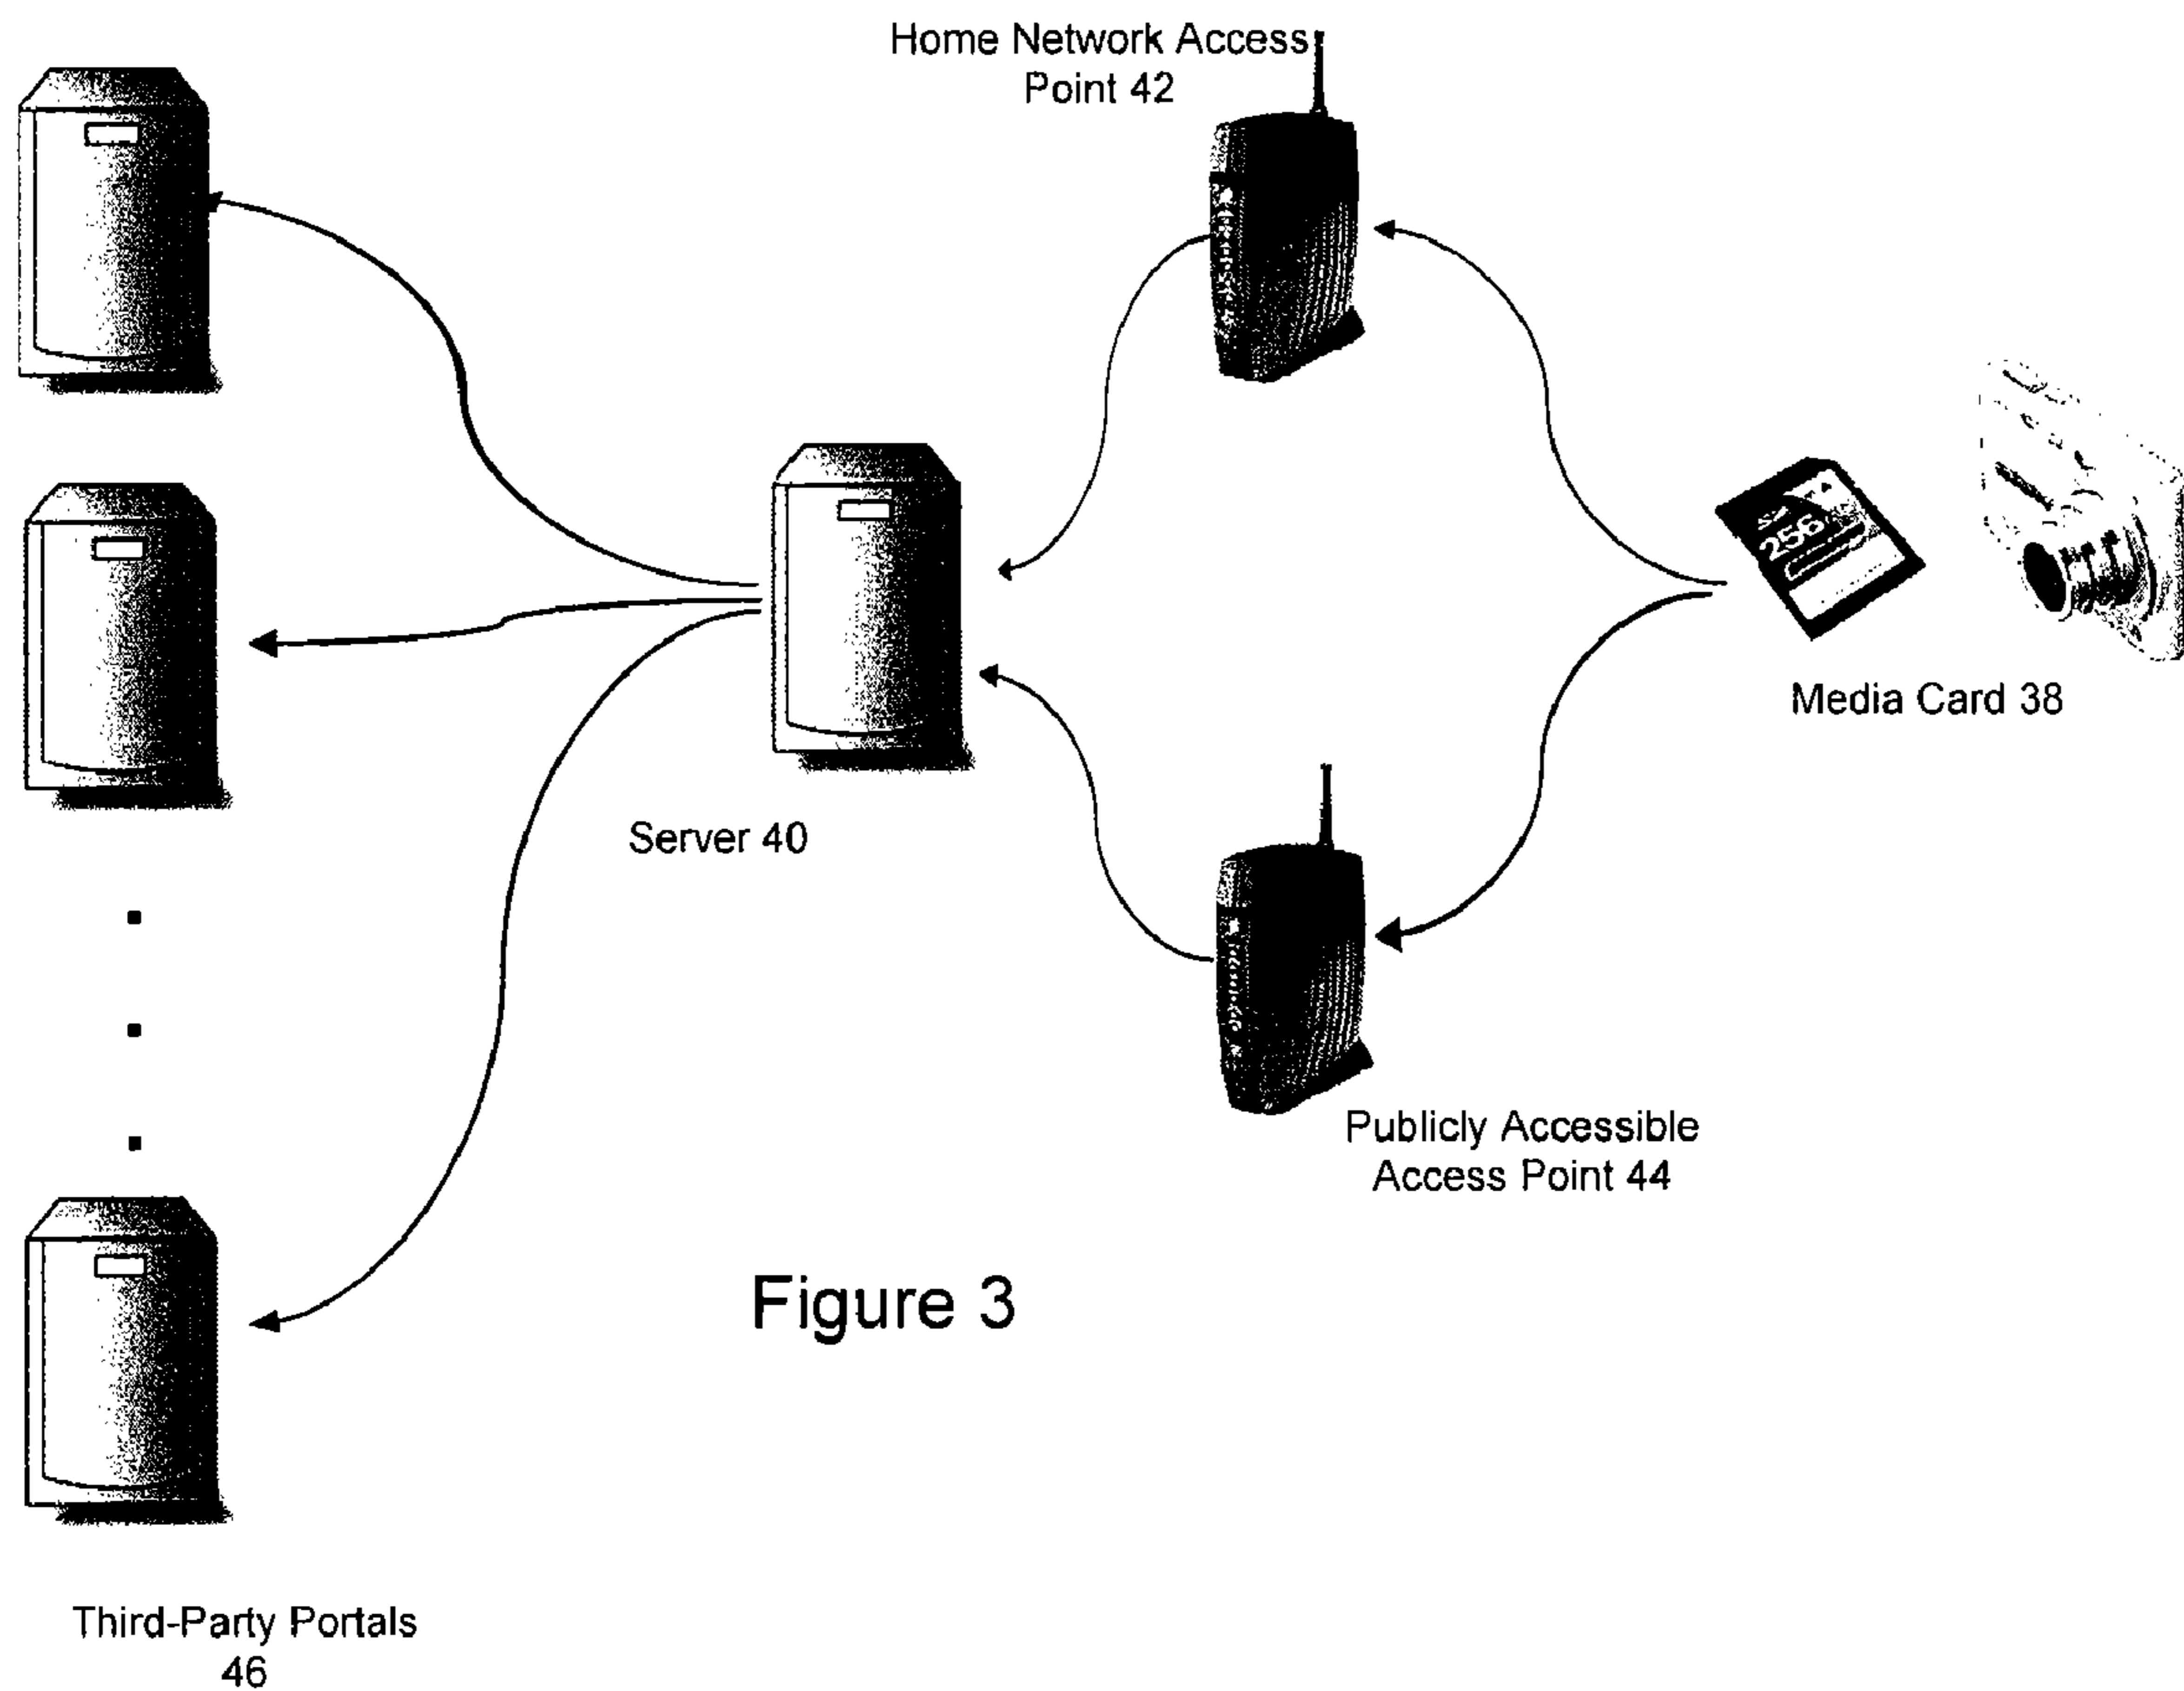 Home Network Access
Point 42
256
Media Card 38
Server 40
Publicly Accessible
Access Point 44
Figure 3
Third-Party Portals
46